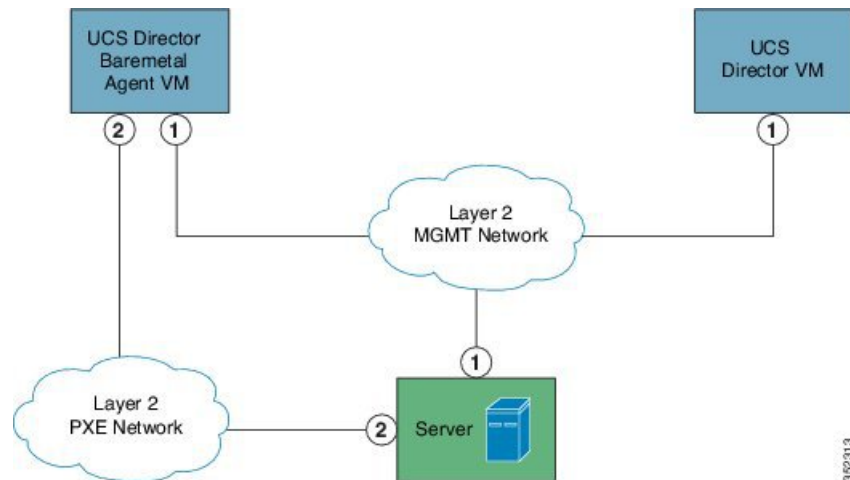 UCS Director
Baremetal
Agent VM
UCS
Director VM
2
1
1
Layer 2
MGMT Network
1
Layer 2
PXE Network
2
Server
352313